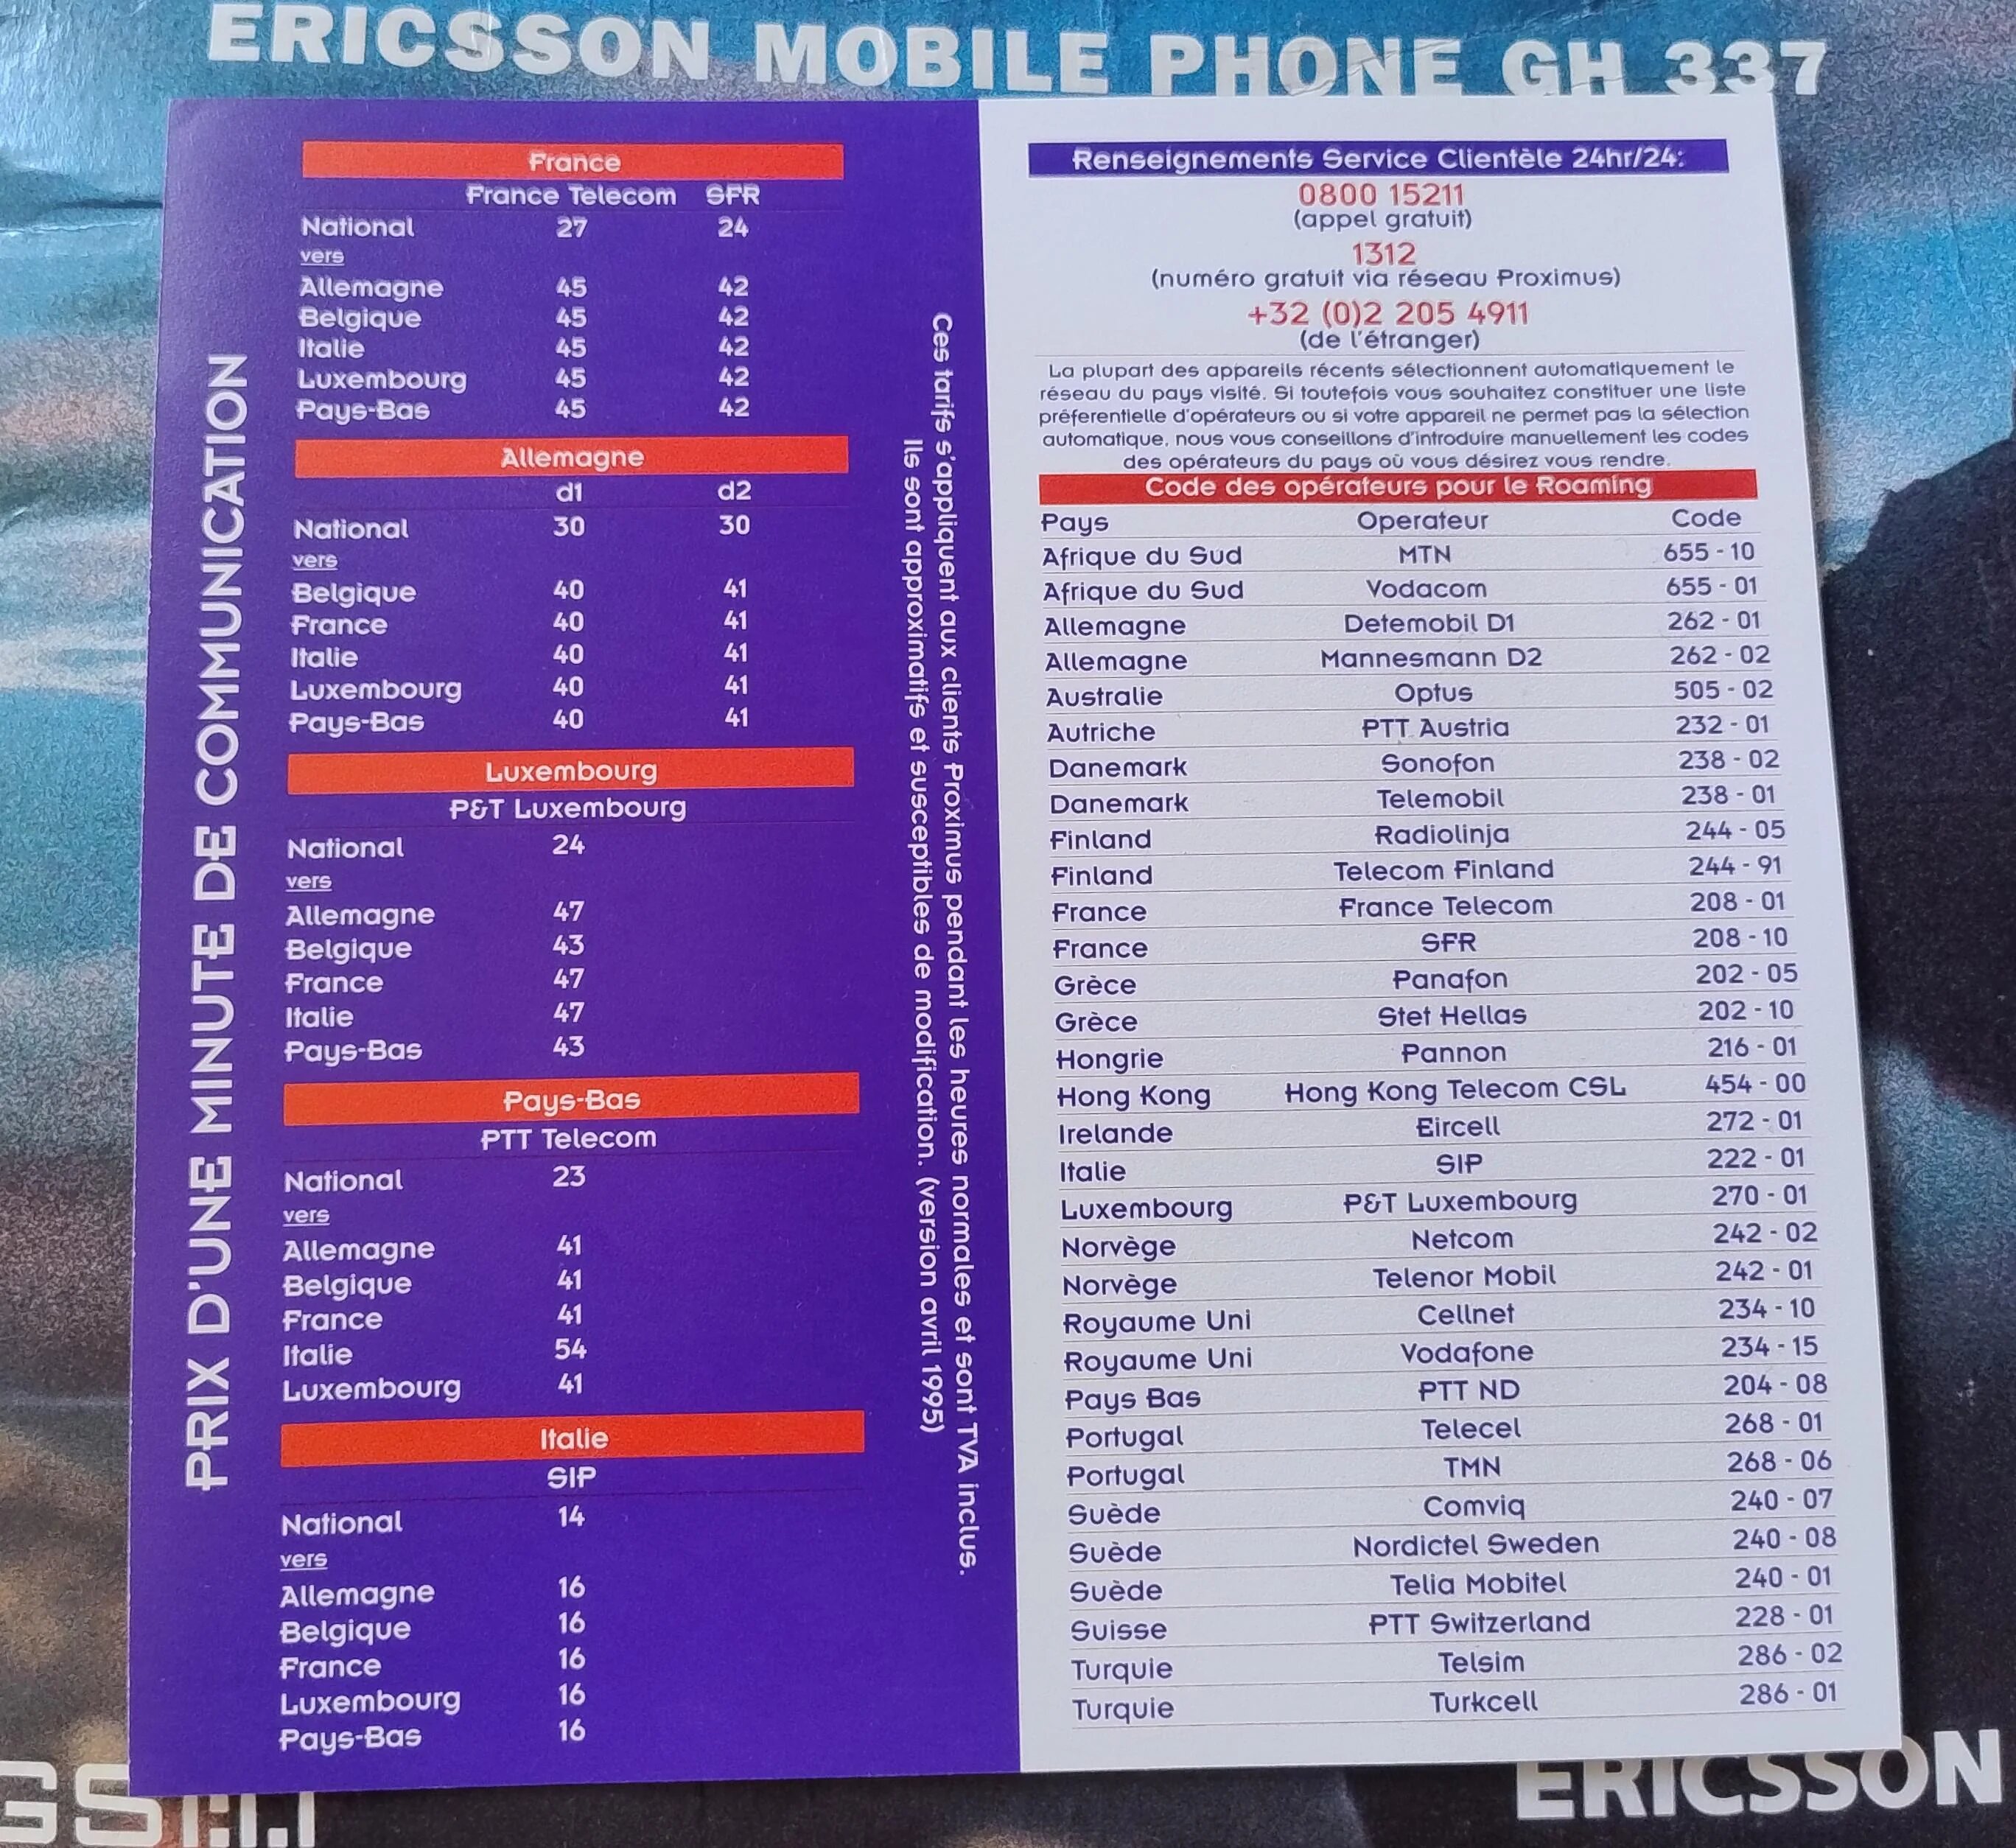 ERICSSON MOBILE PHONE GH 337
PRIX D'UNE MINUTE DE COMMUNICATION
France
France Telecom SFR
National 27 24
vers
Allemagne 45 42
Belgique 45 42
Italie 45 42
Luxembourg 45 42
Pays-Bas 45 42
Allemagne
d1 d2
National 30 30
vers
Belgique 40 41
France 40 41
Italie 40 41
Luxembourg 40 41
Pays-Bas 40 41
Luxembourg
P&T Luxembourg
National 24
vers
Allemagne 47
Belgique 43
France 47
Italie 47
Pays-Bas 43
Pays-Bas
PTT Telecom
National 23
vers
Allemagne 41
Belgique 41
France 41
Italie 54
Luxembourg 41
Italie
SIP
National 14
vers
Allemagne 16
Belgique 16
France 16
Luxembourg 16
Pays-Bas 16
Ces tarifs s'appliquent aux clients Proximus pendant les heures normales et sont TVA inclus.
Ils sont approximatifs et susceptibles de modification. (version avril 1995)
Renseignements Service Clientèle 24hr/24:
0800 15211
(appel gratuit)
1312
(numéro gratuit via réseau Proximus)
+32 (0)2 205 4911
(de l'étranger)
La plupart des appareils récents sélectionnent automatiquement le
réseau du pays visité. Si toutefois vous souhaitez constituer une liste
préferentielle d'opérateurs ou si votre appareil ne permet pas la sélection
automatique, nous vous conseillons d'introduire manuellement les codes
des opérateurs du pays où vous désirez vous rendre.
Code des opérateurs pour le Roaming
Pays Operateur Code
Afrique du Sud MTN 655 - 10
Afrique du Sud Vodacom 655 - 01
Allemagne Detemobil D1 262 - 01
Allemagne Mannesmann D2 262 - 02
Australie Optus 505 - 02
Autriche PTT Austria 232 - 01
Danemark Sonofon 238 - 02
Danemark Telemobil 238 - 01
Finland Radiolinja 244 - 05
Finland Telecom Finland 244 - 91
France France Telecom 208 - 01
France SFR 208 - 10
Grèce Panafon 202 - 05
Grèce Stet Hellas 202 - 10
Hongrie Pannon 216 - 01
Hong Kong Hong Kong Telecom CSL 454 - 00
Irelande Eircell 272 - 01
Italie SIP 222 - 01
Luxembourg P&T Luxembourg 270 - 01
Norvège Netcom 242 - 02
Norvège Telenor Mobil 242 - 01
Royaume Uni Cellnet 234 - 10
Royaume Uni Vodafone 234 - 15
Pays Bas PTT ND 204 - 08
Portugal Telecel 268 - 01
Portugal TMN 268 - 06
Suède Comviq 240 - 07
Suède Nordictel Sweden 240 - 08
Suède Telia Mobitel 240 - 01
Suisse PTT Switzerland 228 - 01
Turquie Telsim 286 - 02
Turquie Turkcell 286 - 01
GSM
ERICSSON